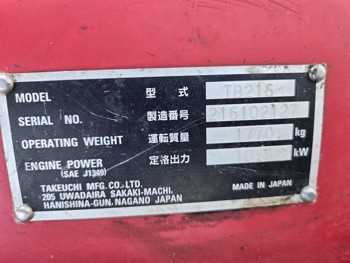 MODEL 型式 TB216
SERIAL NO. 製造番号 216102127
OPERATING WEIGHT 運転質量 1770 kg
ENGINE POWER 定格出力 kW
(SAE J1349)
TAKEUCHI MFG.CO.,LTD. MADE IN JAPAN
205 UWADAIRA SAKAKI-MACHI,
HANISHINA-GUN, NAGANO JAPAN